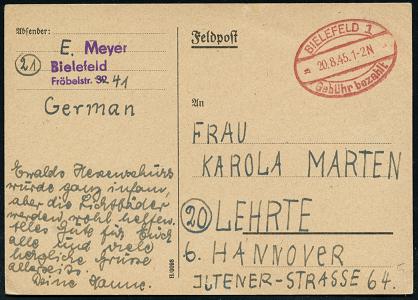 Absender:
E. Meyer
(21) Bielefeld
Fröbelstr. 32 41
German
Ewalds Hexenschuss
wurde ganz infam,
aber die Lichtbäder
werden wohl helfen.
Alles Gute für Euch
alle und viele
herzliche Grüsse
allerseits.
Deine Hanne.
Feldpost
BIELEFELD 1
a 20.8.45.1-2N
Gebühr bezahlt
An
FRAU
KAROLA MARTEN
(20) LEHRTE
b. HANNOVER
ILTENER-STRASSE 64.